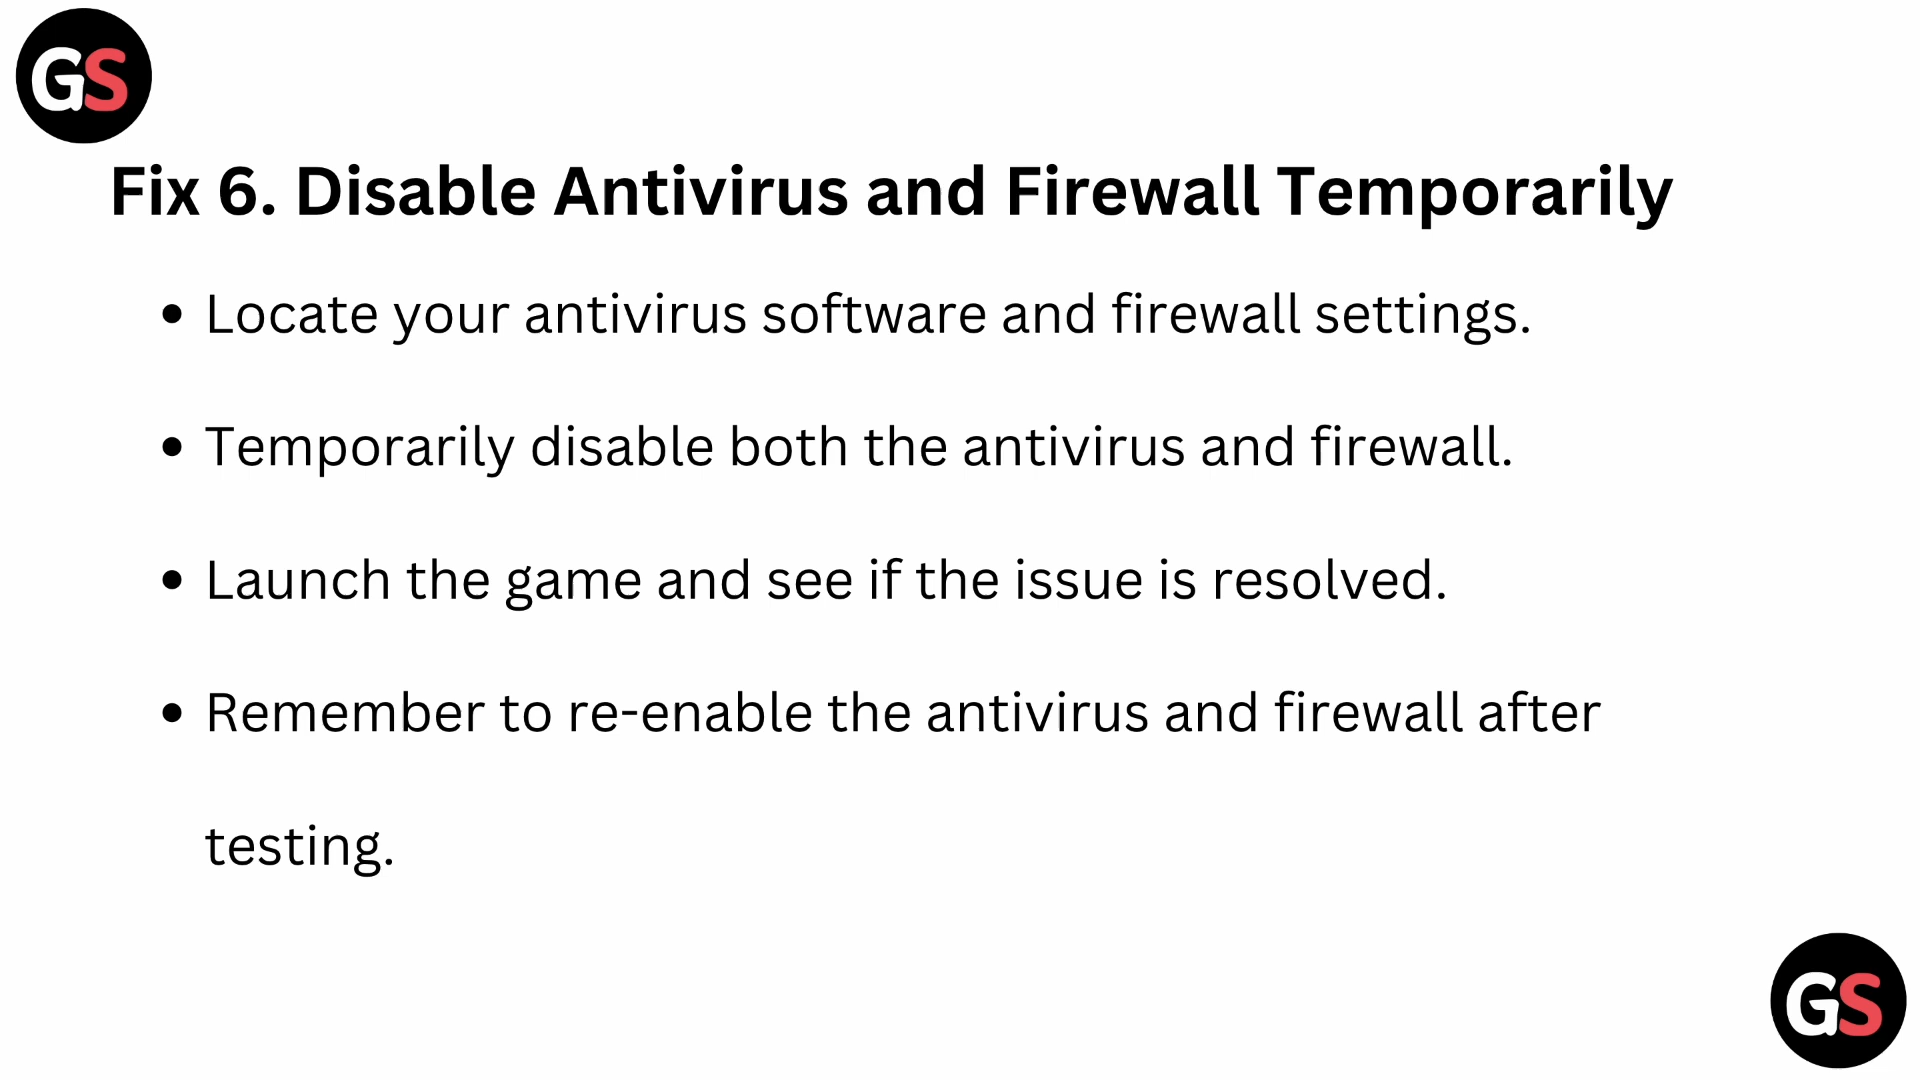 GS
Fix 6. Disable Antivirus and Firewall Temporarily
• Locate your antivirus software and firewall settings.
• Temporarily disable both the antivirus and firewall.
• Launch the game and see if the issue is resolved.
• Remember to re-enable the antivirus and firewall after
testing.
GS